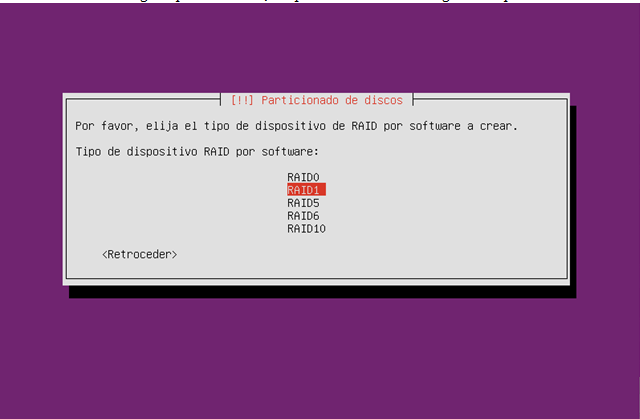 [!!] Particionado de discos
Por favor, elija el tipo de dispositivo de RAID por software a crear.
Tipo de dispositivo RAID por software:
RAID0
RAID1
RAID5
RAID6
RAID10
<Retroceder>